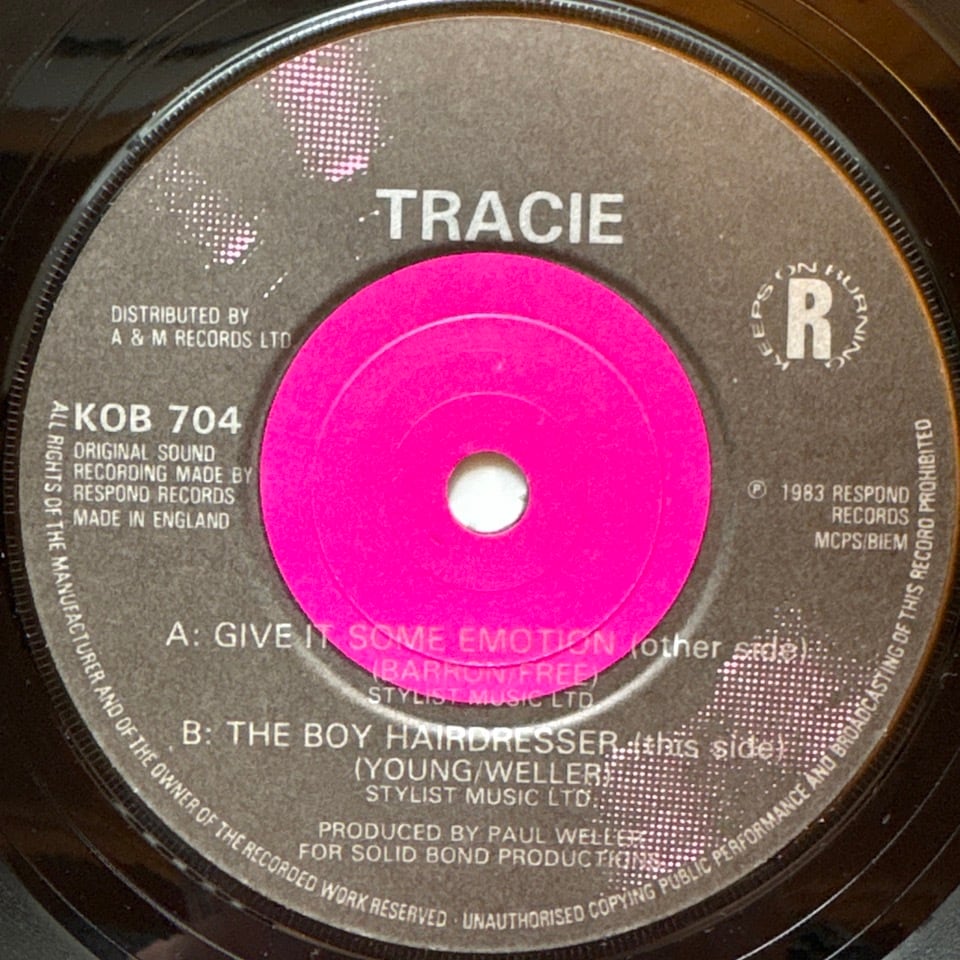 TRACIE
DISTRIBUTED BY
A & M RECORDS LTD
KEEPS ON BURNING
R
KOB 704
ORIGINAL SOUND
RECORDING MADE BY
RESPOND RECORDS
MADE IN ENGLAND
℗ 1983 RESPOND
RECORDS
MCPS/BIEM
A: GIVE IT SOME EMOTION (other side)
(BARRON/FREE)
STYLIST MUSIC LTD.
B: THE BOY HAIRDRESSER (this side)
(YOUNG/WELLER)
STYLIST MUSIC LTD.
PRODUCED BY PAUL WELLER
FOR SOLID BOND PRODUCTIONS
ALL RIGHTS OF THE MANUFACTURER AND OF THE OWNER OF THE RECORDED WORK RESERVED · UNAUTHORISED COPYING PUBLIC PERFORMANCE AND BROADCASTING OF THIS RECORD PROHIBITED